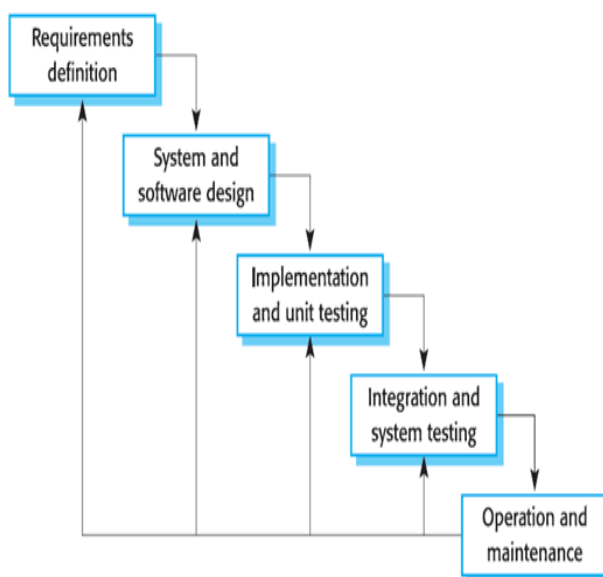 Requirements
definition
System and
software design
Implementation
and unit testing
Integration and
system testing
Operation and
maintenance